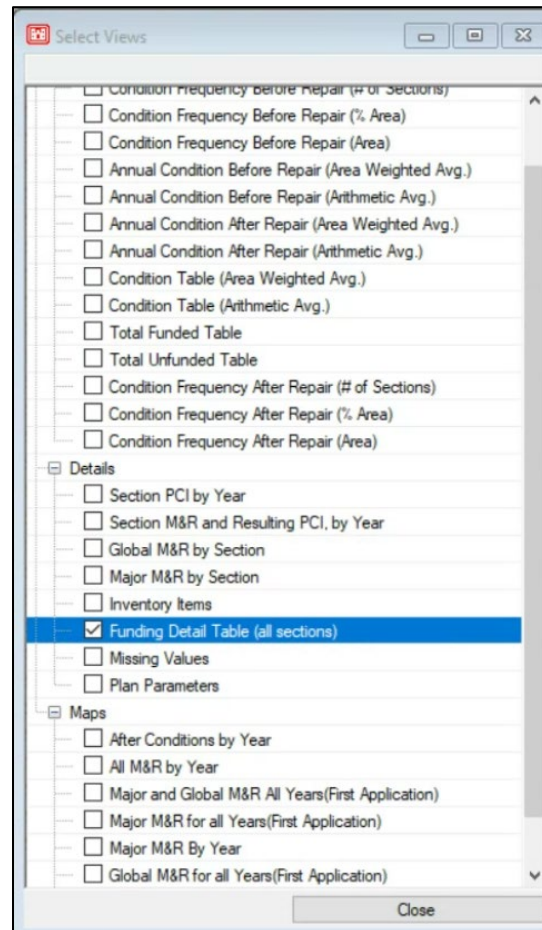 Select Views
Condition Frequency Before Repair (# of Sections)
Condition Frequency Before Repair (% Area)
Condition Frequency Before Repair (Area)
Annual Condition Before Repair (Area Weighted Avg.)
Annual Condition Before Repair (Arithmetic Avg.)
Annual Condition After Repair (Area Weighted Avg.)
Annual Condition After Repair (Arithmetic Avg.)
Condition Table (Area Weighted Avg.)
Condition Table (Arithmetic Avg.)
Total Funded Table
Total Unfunded Table
Condition Frequency After Repair (# of Sections)
Condition Frequency After Repair (% Area)
Condition Frequency After Repair (Area)
Details
Section PCI by Year
Section M&R and Resulting PCI, by Year
Global M&R by Section
Major M&R by Section
Inventory Items
Funding Detail Table (all sections)
Missing Values
Plan Parameters
Maps
After Conditions by Year
All M&R by Year
Major and Global M&R All Years(First Application)
Major M&R for all Years(First Application)
Major M&R By Year
Global M&R for all Years(First Application)
Close